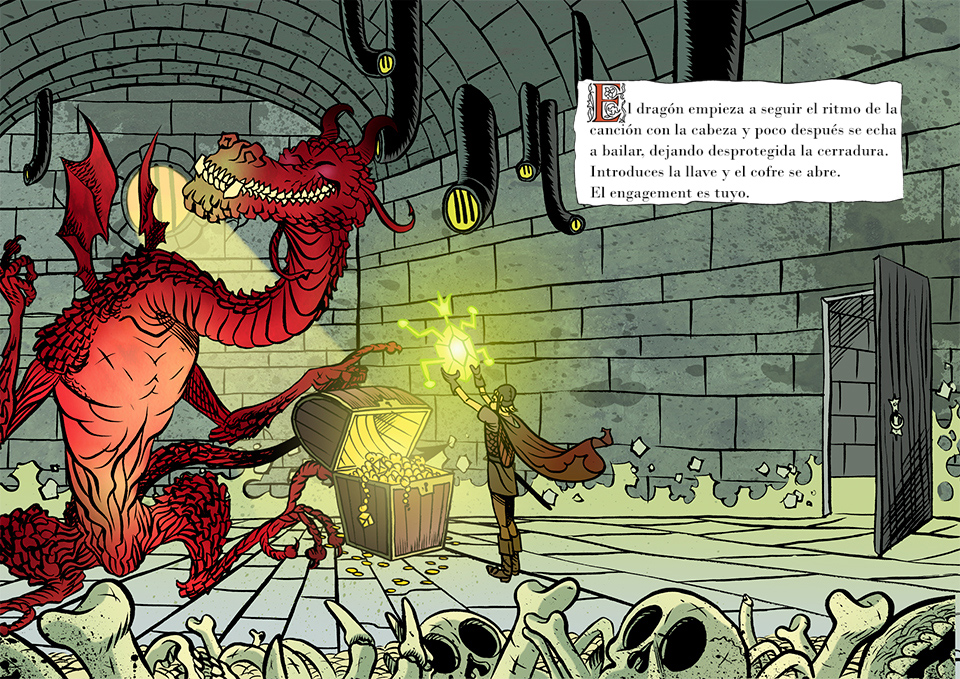 El dragón empieza a seguir el ritmo de la
canción con la cabeza y poco después se echa
a bailar, dejando desprotegida la cerradura.
Introduces la llave y el cofre se abre.
El engagement es tuyo.